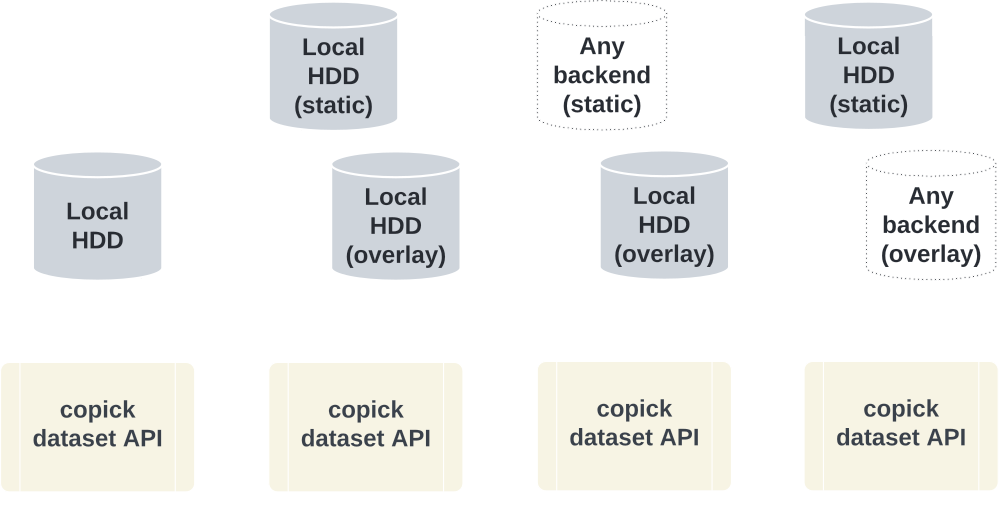 Local
HDD
(static)
Any
backend
(static)
Local
HDD
(static)
Local
HDD
Local
HDD
(overlay)
Local
HDD
(overlay)
Any
backend
(overlay)
copick
dataset API
copick
dataset API
copick
dataset API
copick
dataset API